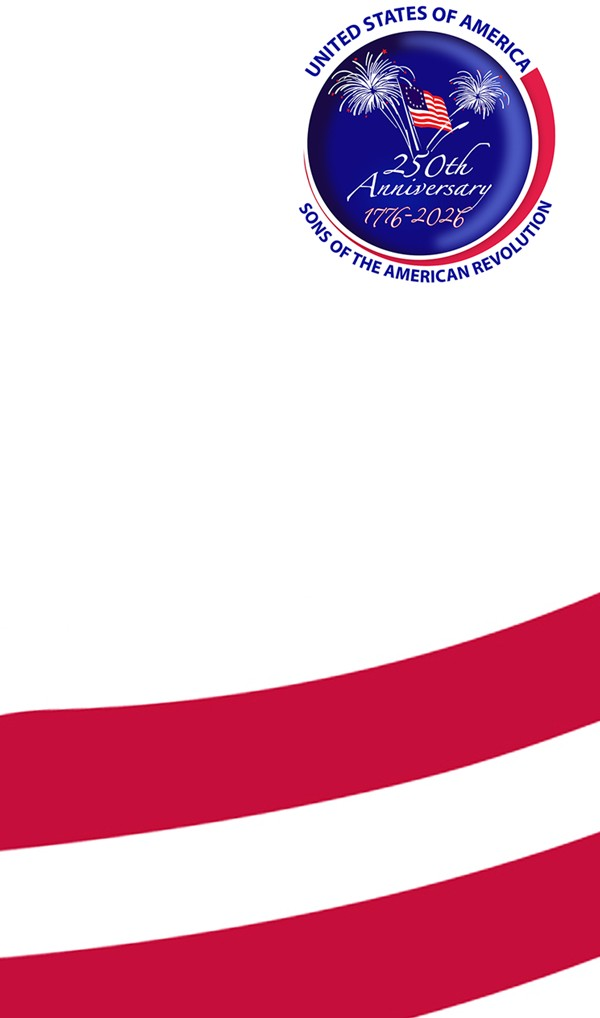 UNITED STATES OF AMERICA
250th
Anniversary
1776-2026
SONS OF THE AMERICAN REVOLUTION